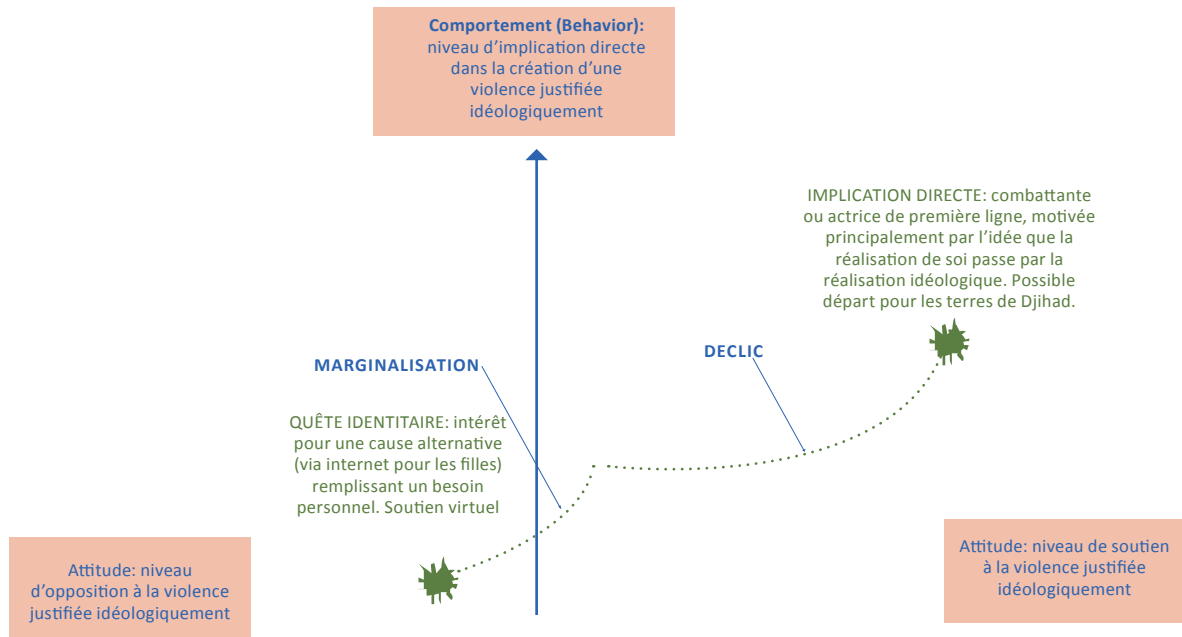 Comportement (Behavior):
niveau d'implication directe
dans la création d'une
violence justifiée
idéologiquement
IMPLICATION DIRECTE: combattante
ou actrice de première ligne, motivée
principalement par l'idée que la
réalisation de soi passe par la
réalisation idéologique. Possible
départ pour les terres de Djihad.
MARGINALISATION
DECLIC
QUÊTE IDENTITAIRE: intérêt
pour une cause alternative
(via internet pour les filles)
remplissant un besoin
personnel. Soutien virtuel
Attitude: niveau
d'opposition à la violence
justifiée idéologiquement
Attitude: niveau de soutien
à la violence justifiée
idéologiquement